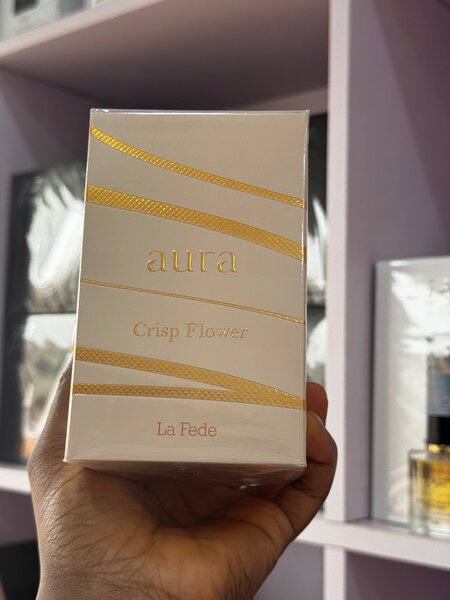 aura
Crisp Flower
La Fede